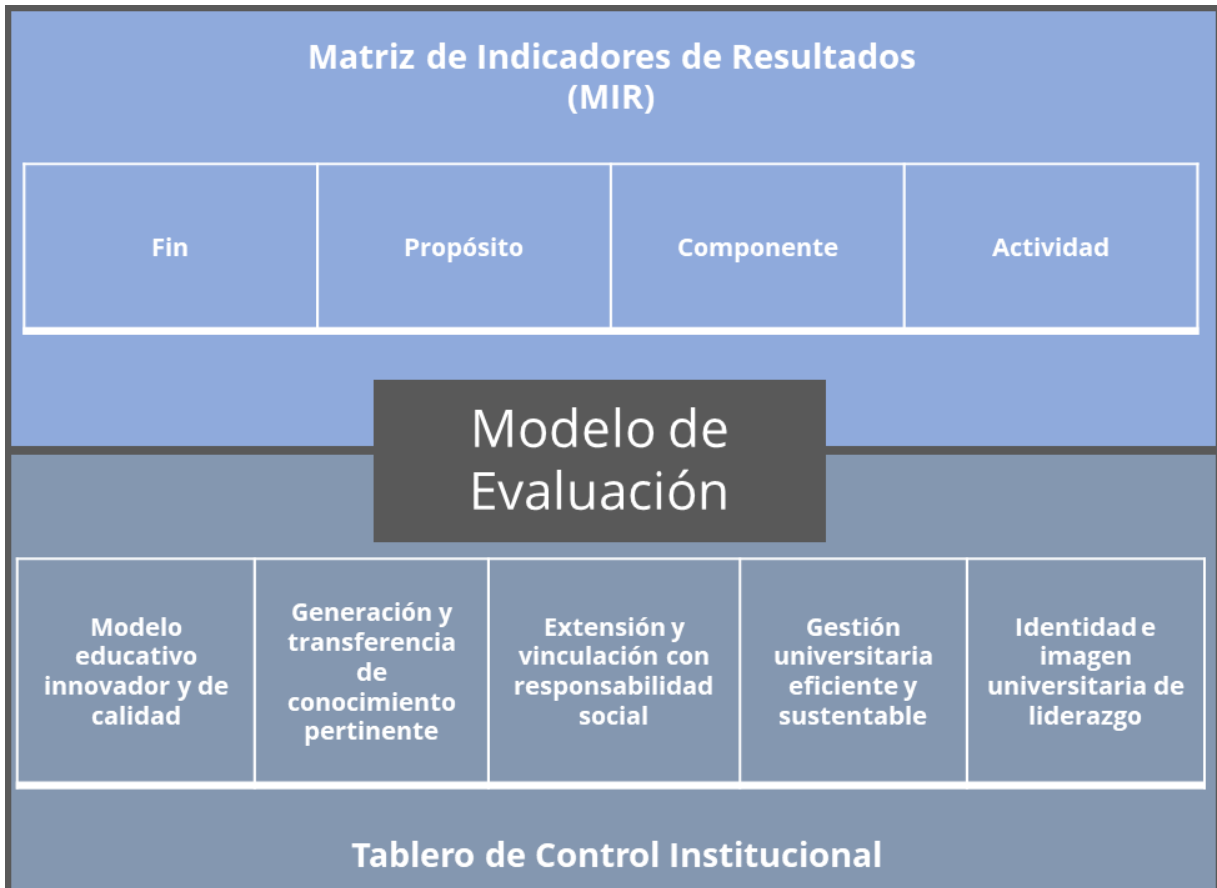 Matriz de Indicadores de Resultados
(MIR)
Fin
Propósito
Componente
Actividad
Modelo de
Evaluación
Modelo
educativo
innovador y de
calidad
Generación y
transferencia
de
conocimiento
pertinente
Extensión y
vinculación con
responsabilidad
social
Gestión
universitaria
eficiente y
sustentable
Identidad e
imagen
universitaria de
liderazgo
Tablero de Control Institucional